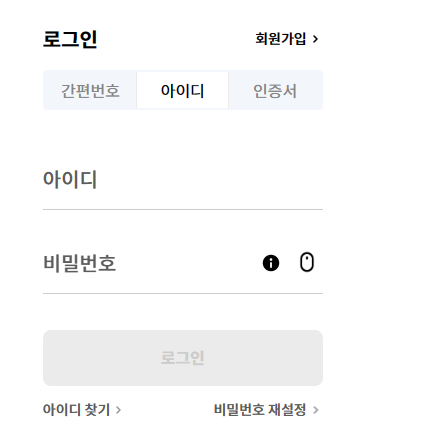 로그인 회원가입
간편번호 아이디 인증서
아이디
비밀번호
로그인
아이디 찾기 비밀번호 재설정